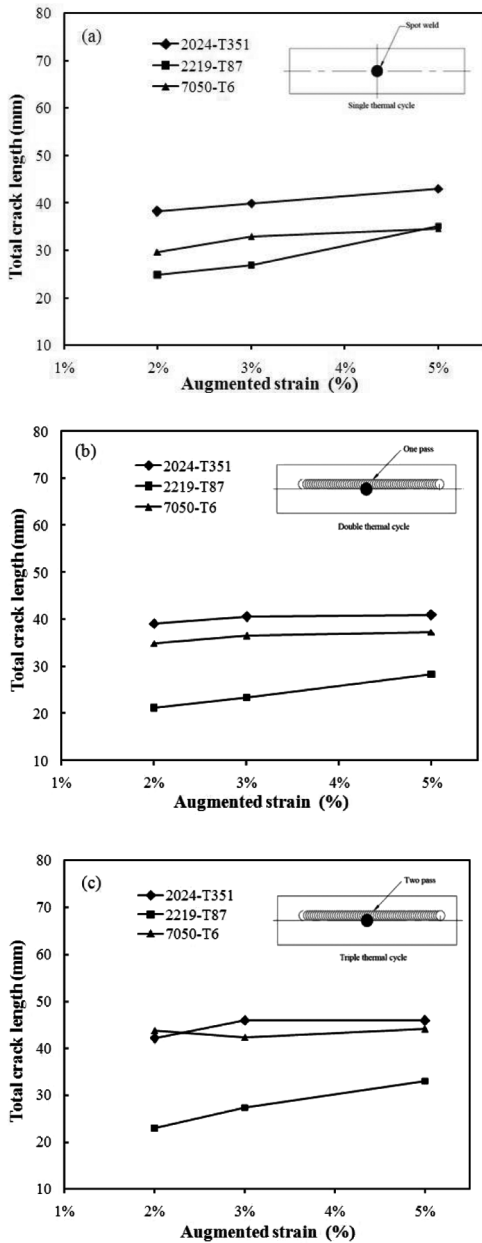 (a)
2024-T351
2219-T87
7050-T6
Spot weld
Single thermal cycle
Total crack length (mm)
80
70
60
50
40
30
20
10
1%
2%
3%
4%
5%
Augmented strain (%)
(b)
2024-T351
2219-T87
7050-T6
One pass
Double thermal cycle
Total crack length (mm)
80
70
60
50
40
30
20
10
1%
2%
3%
4%
5%
Augmented strain (%)
(c)
2024-T351
2219-T87
7050-T6
Two pass
Triple thermal cycle
Total crack length (mm)
80
70
60
50
40
30
20
10
1%
2%
3%
4%
5%
Augmented strain (%)